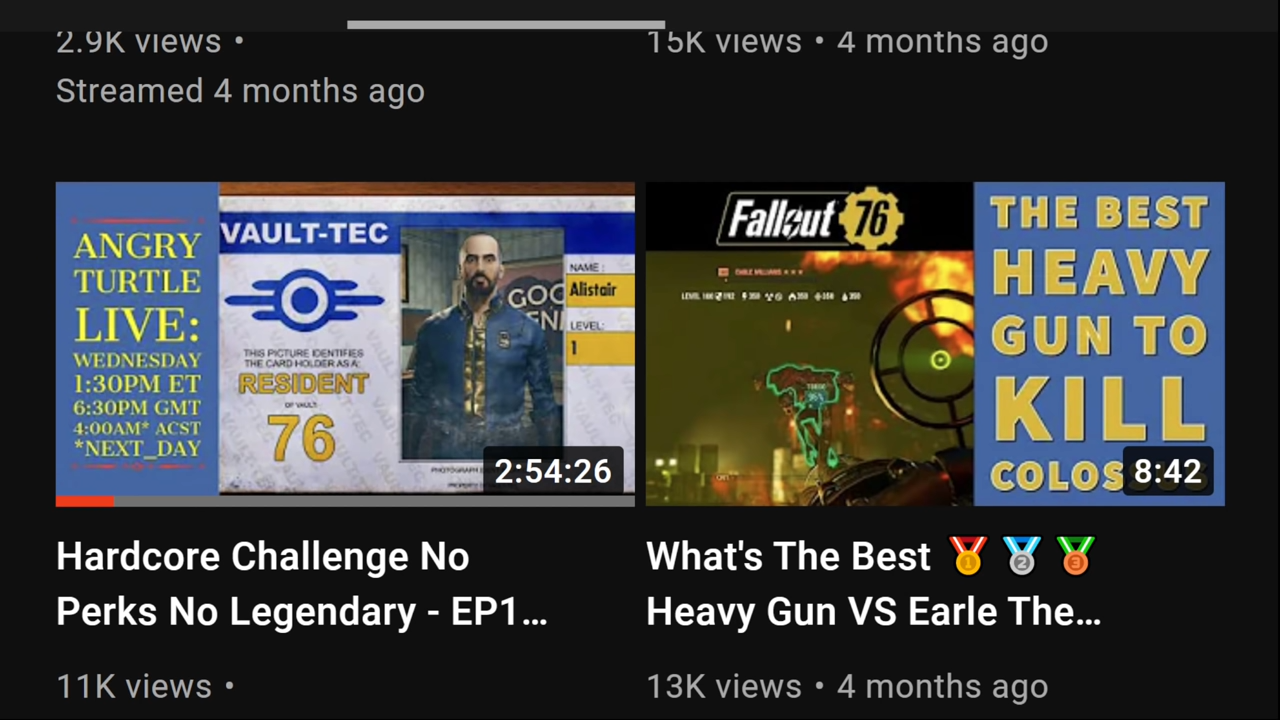 2.9K views •
Streamed 4 months ago
15K views • 4 months ago
ANGRY
TURTLE
LIVE:
WEDNESDAY
1:30PM ET
6:30PM GMT
4:00AM* ACST
*NEXT_DAY
VAULT-TEC
THIS PICTURE IDENTIFIES
THE CARD HOLDER AS A:
RESIDENT
OF VAULT:
76
NAME :
Alistair
LEVEL:
1
2:54:26
Fallout 76
EARLE WILLIAMS
THE BEST
HEAVY
GUN TO
KILL
8:42
Hardcore Challenge No
Perks No Legendary - EP1...
11K views •
What's The Best 🥇🥈🥉
Heavy Gun VS Earle The...
13K views • 4 months ago